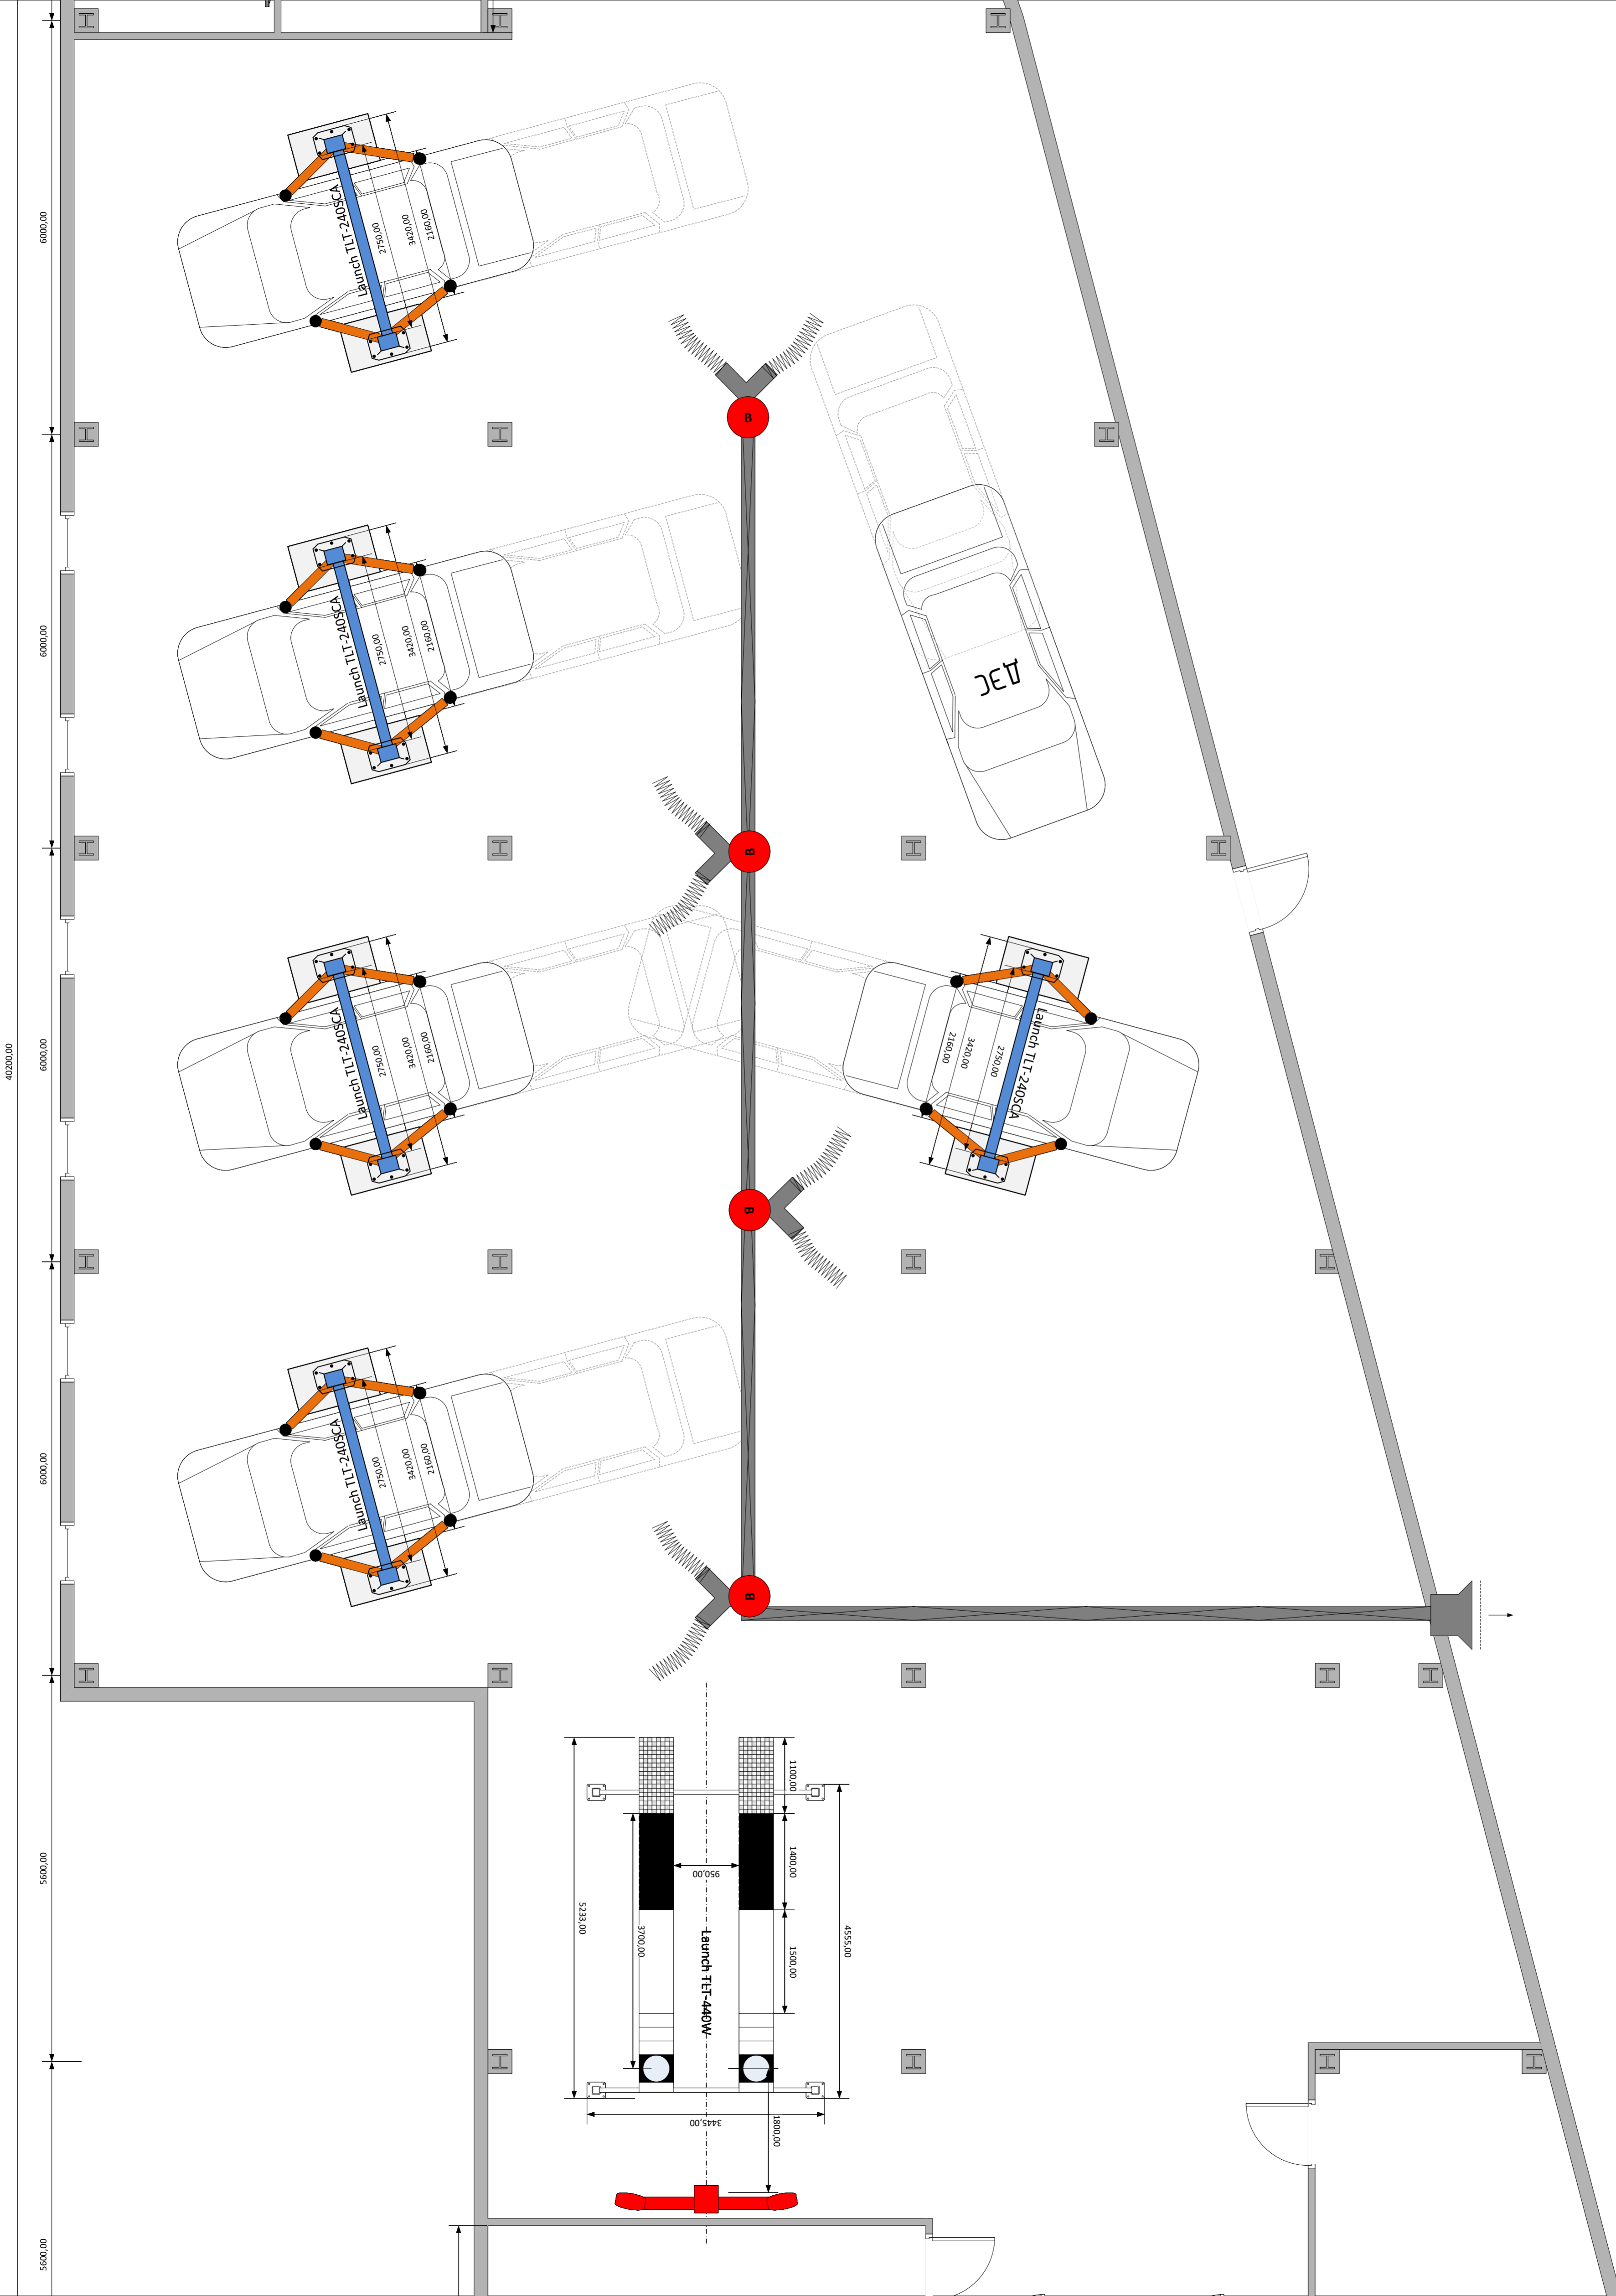 6000,00
Launch TLT-240SCA
2750,00
3420,00
2160,00
B
6000,00
Launch TLT-240SCA
2750,00
3420,00
2160,00
ДЭС
B
40200,00
6000,00
Launch TLT-240SCA
2750,00
3420,00
2160,00
2160,00
3420,00
2750,00
Launch TLT-240SCA
B
6000,00
Launch TLT-240SCA
2750,00
3420,00
2160,00
B
5600,00
5233,00
3700,00
950,00
Launch TLT-440W
1100,00
1400,00
1500,00
4555,00
3445,00
1800,00
5600,00